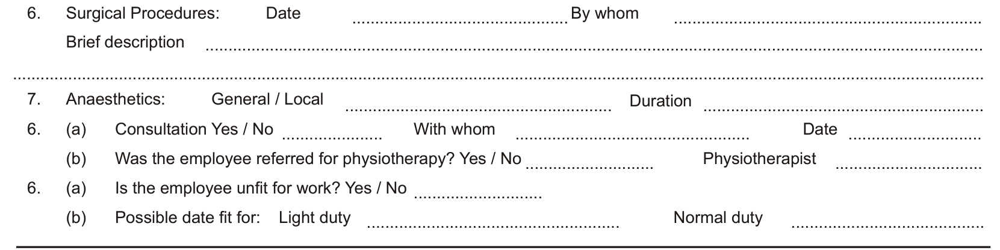 6. Surgical Procedures: Date ........................................ By whom ........................................
Brief description ........................................
........................................
7. Anaesthetics: General / Local ........................................ Duration ........................................
6. (a) Consultation Yes / No .................... With whom ........................................ Date ....................
(b) Was the employee referred for physiotherapy? Yes / No .................... Physiotherapist ....................
6. (a) Is the employee unfit for work? Yes / No ....................
(b) Possible date fit for: Light duty ........................................ Normal duty ........................................